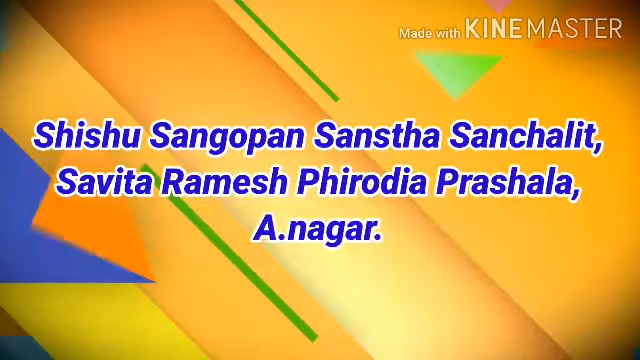 Made with KINEMASTER
Shishu Sangopan Sanstha Sanchalit,
Savita Ramesh Phirodia Prashala,
A.nagar.